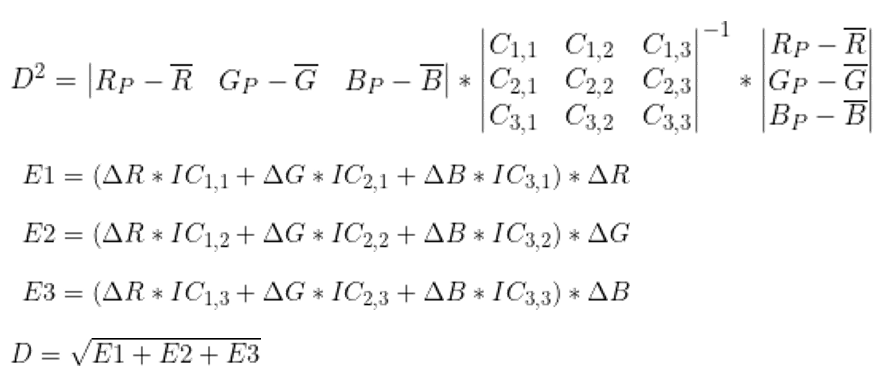 D² = |R_P − R̅  G_P − G̅  B_P − B̅| * |C_{1,1} C_{1,2} C_{1,3}; C_{2,1} C_{2,2} C_{2,3}; C_{3,1} C_{3,2} C_{3,3}|^{−1} * |R_P − R̅; G_P − G̅; B_P − B̅|
E1 = (ΔR * IC_{1,1} + ΔG * IC_{2,1} + ΔB * IC_{3,1}) * ΔR
E2 = (ΔR * IC_{1,2} + ΔG * IC_{2,2} + ΔB * IC_{3,2}) * ΔG
E3 = (ΔR * IC_{1,3} + ΔG * IC_{2,3} + ΔB * IC_{3,3}) * ΔB
D = √(E1 + E2 + E3)